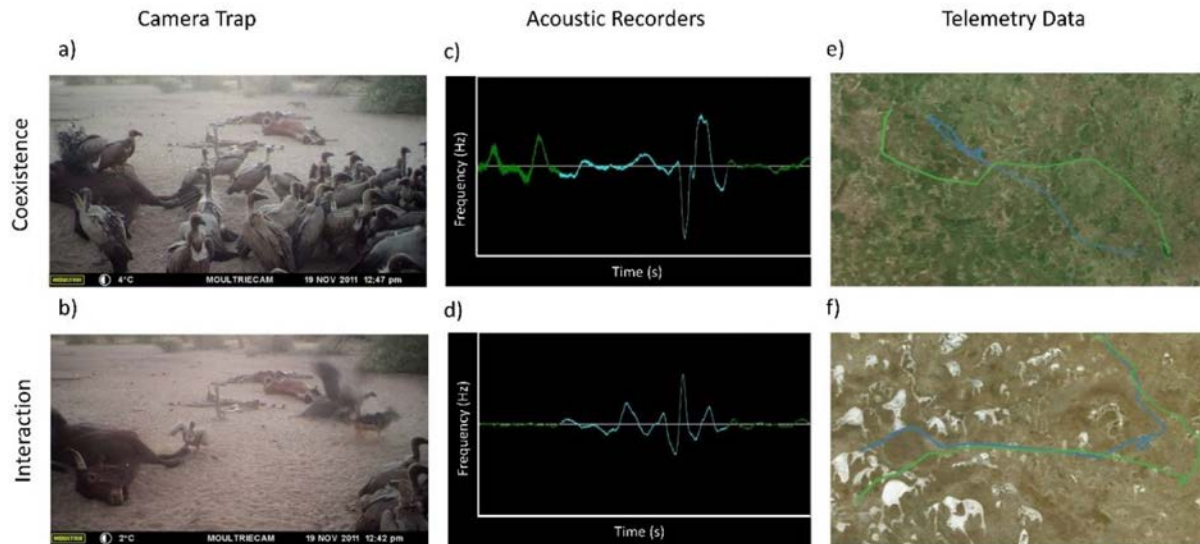 Camera Trap
Acoustic Recorders
Telemetry Data
a)
c)
e)
Coexistence
Frequency (Hz)
Time (s)
4°C MOULTRIECAM 19 NOV 2011 12:47 pm
b)
d)
f)
Interaction
Frequency (Hz)
Time (s)
2°C MOULTRIECAM 19 NOV 2011 12:42 pm